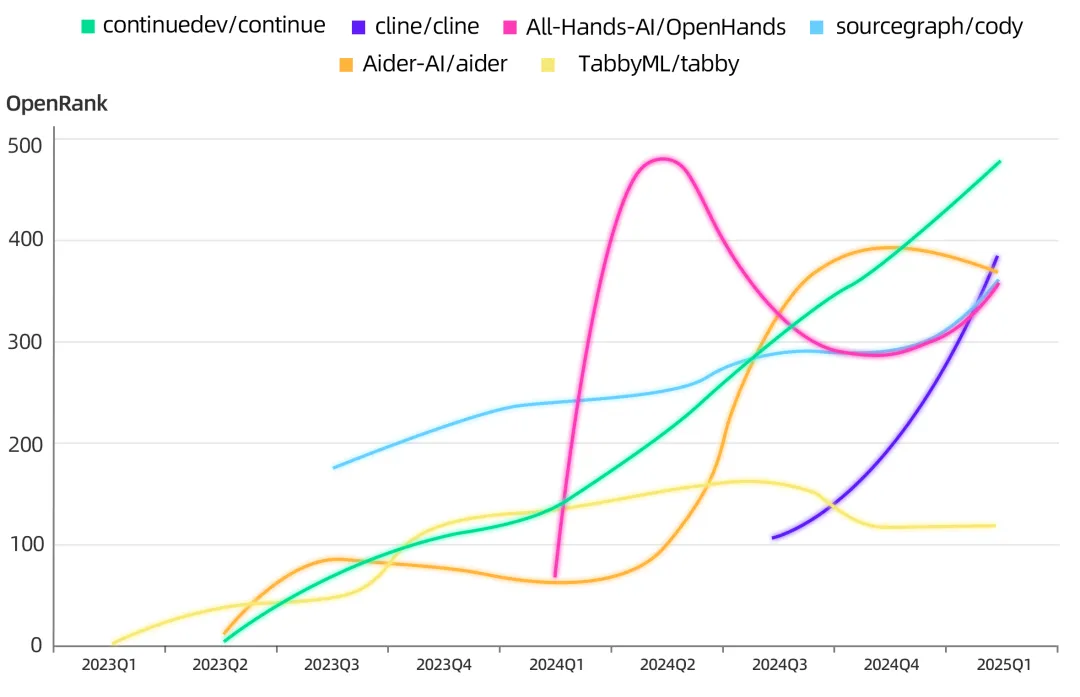 continuedev/continue cline/cline All-Hands-AI/OpenHands sourcegraph/cody
Aider-AI/aider TabbyML/tabby
OpenRank
500
400
300
200
100
0
2023Q1 2023Q2 2023Q3 2023Q4 2024Q1 2024Q2 2024Q3 2024Q4 2025Q1